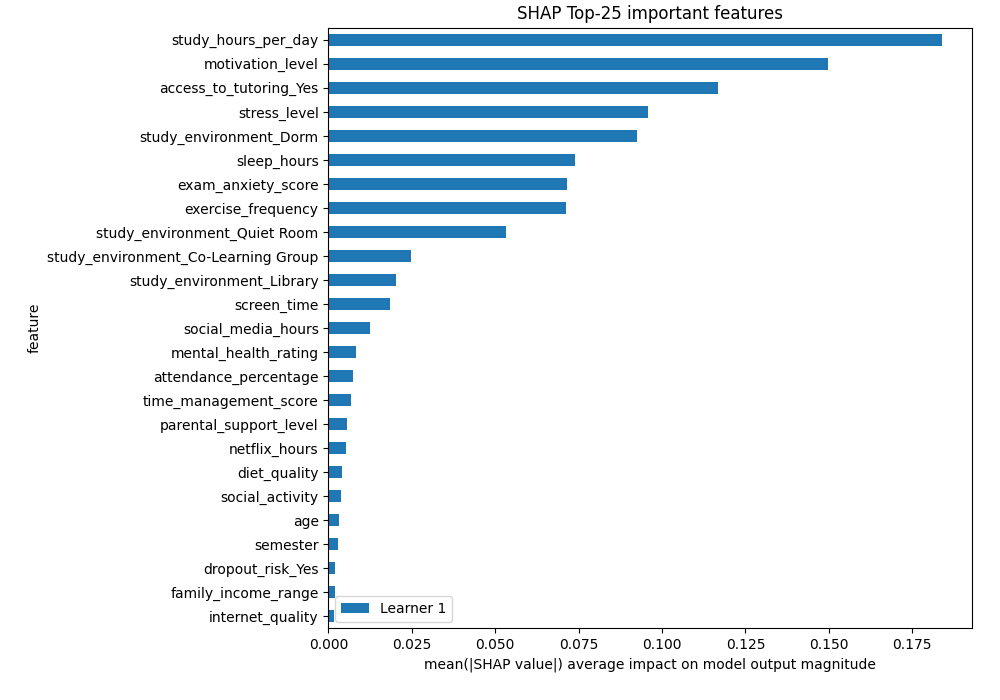 SHAP Top-25 important features
study_hours_per_day
motivation_level
access_to_tutoring_Yes
stress_level
study_environment_Dorm
sleep_hours
exam_anxiety_score
exercise_frequency
study_environment_Quiet Room
study_environment_Co-Learning Group
study_environment_Library
screen_time
social_media_hours
mental_health_rating
attendance_percentage
time_management_score
parental_support_level
netflix_hours
diet_quality
social_activity
age
semester
dropout_risk_Yes
family_income_range
internet_quality
feature
Learner 1
0.000 0.025 0.050 0.075 0.100 0.125 0.150 0.175
mean(|SHAP value|) average impact on model output magnitude